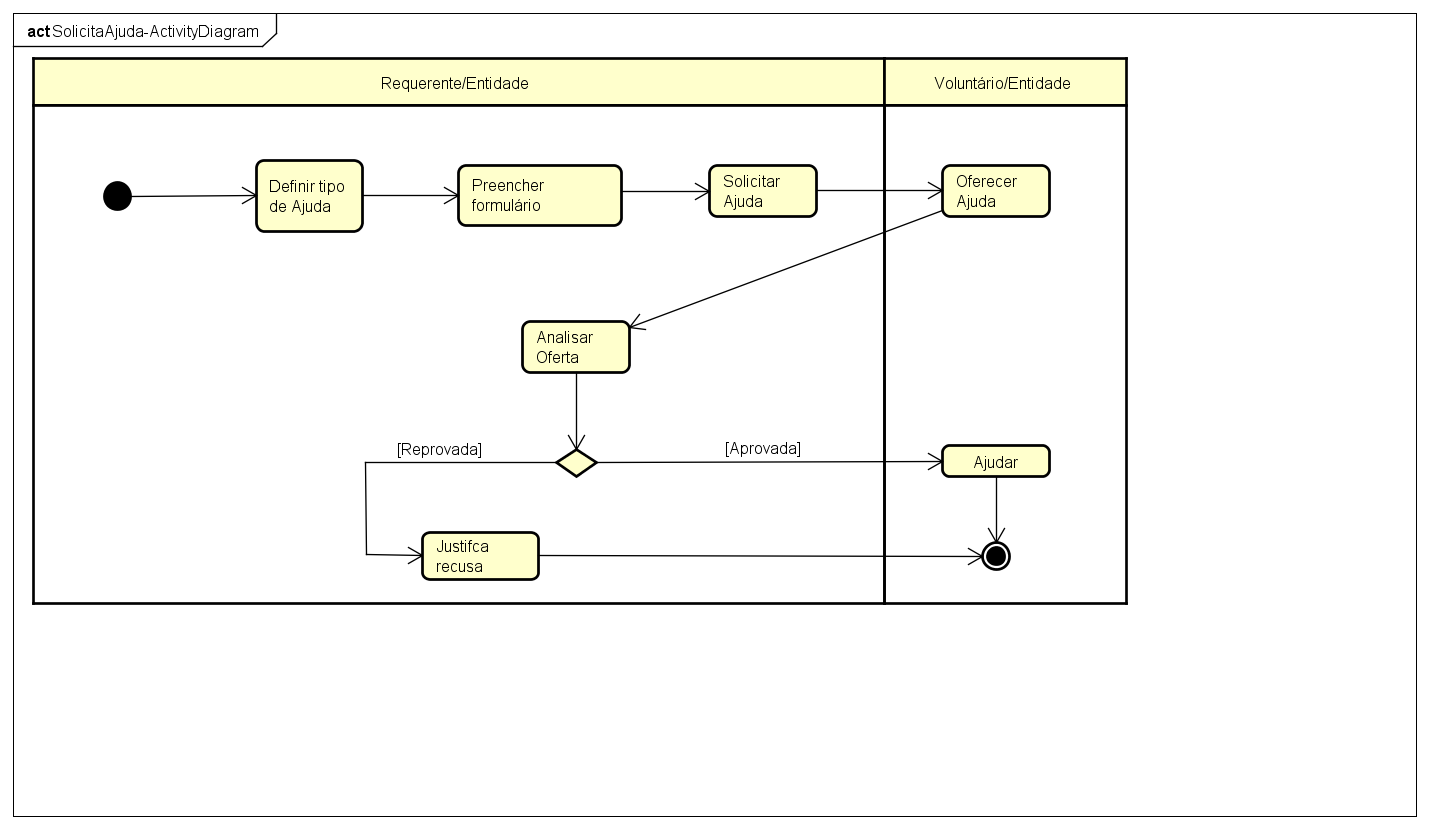 act SolicitaAjuda-ActivityDiagram
Requerente/Entidade
Voluntário/Entidade
Definir tipo
de Ajuda
Preencher
formulário
Solicitar
Ajuda
Oferecer
Ajuda
Analisar
Oferta
[Reprovada]
[Aprovada]
Ajudar
Justifca
recusa